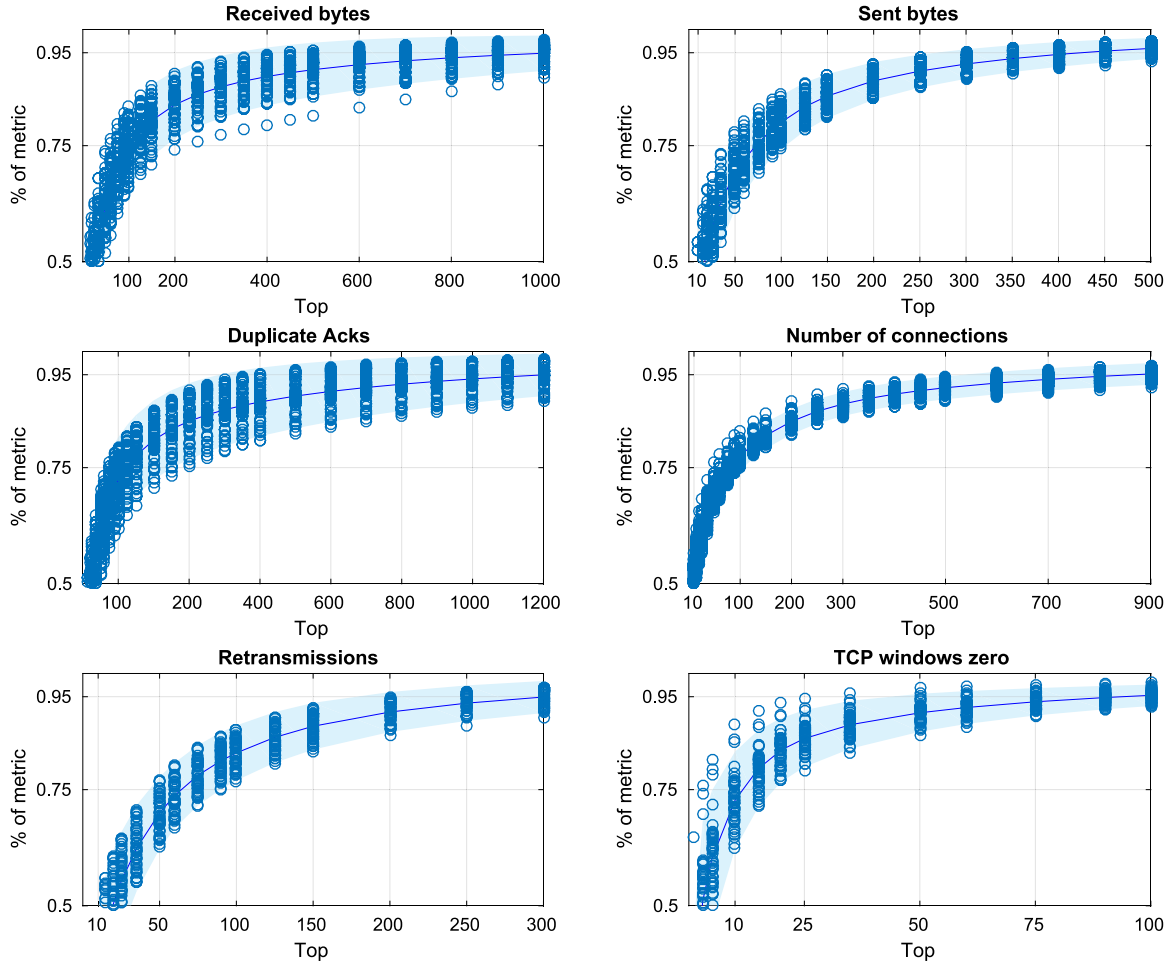 Received bytes
% of metric
0.95
0.75
0.5
100 200 300 400 500 600 700 800 900 1000
Top
Sent bytes
% of metric
0.95
0.75
0.5
10 50 100 150 200 250 300 350 400 450 500
Top
Duplicate Acks
% of metric
0.95
0.75
0.5
100 200 400 600 800 1000 1200
Top
Number of connections
% of metric
0.95
0.75
0.5
10 100 200 300 500 700 900
Top
Retransmissions
% of metric
0.95
0.75
0.5
10 50 100 150 200 250 300
Top
TCP windows zero
% of metric
0.95
0.75
0.5
10 25 50 75 100
Top